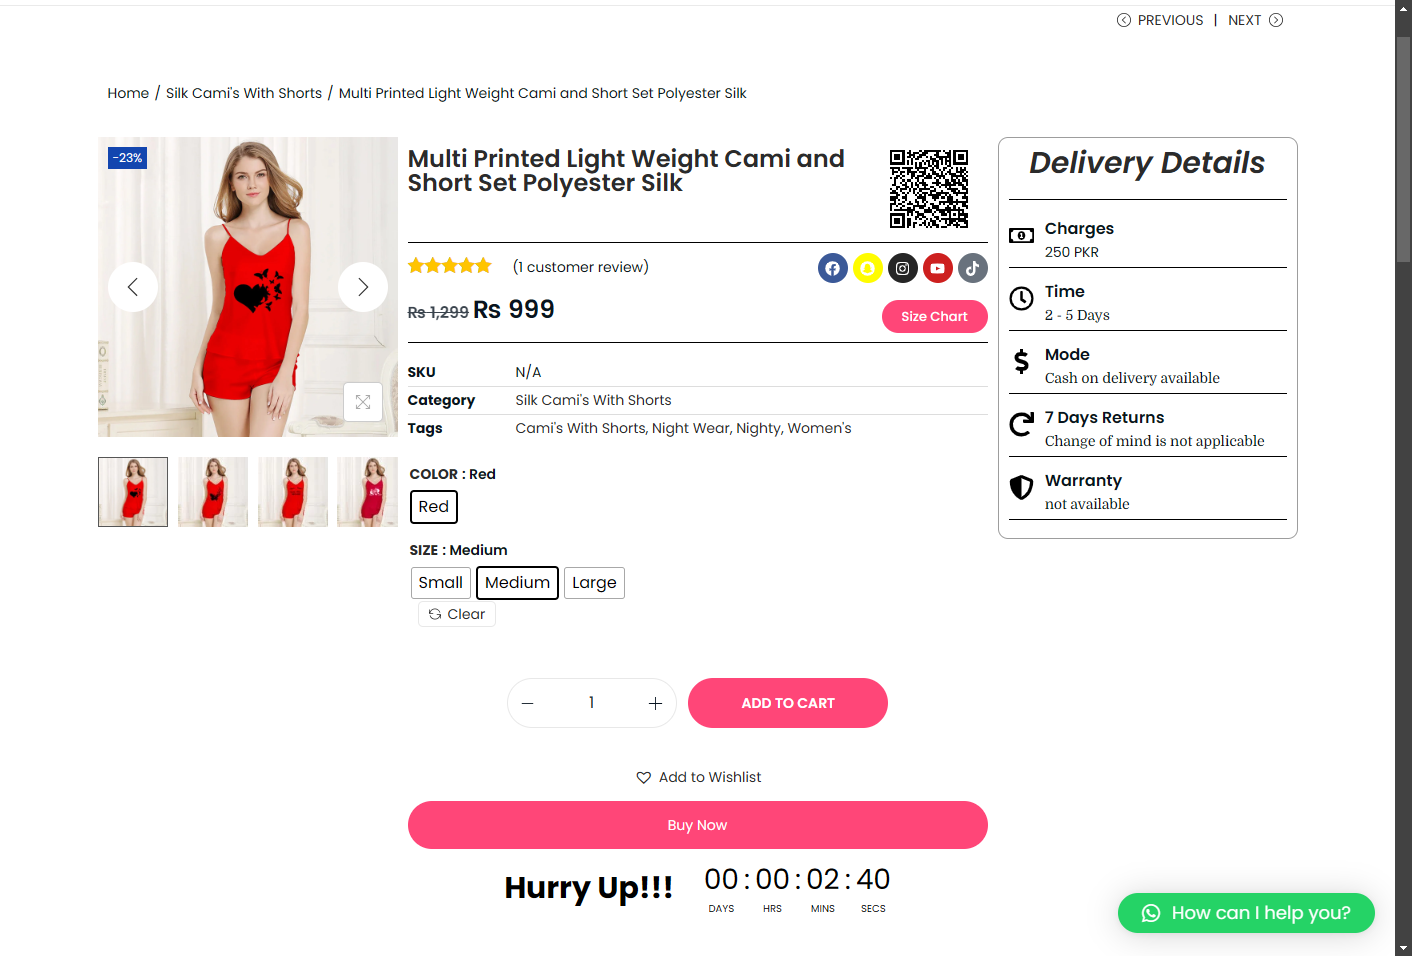 PREVIOUS | NEXT
Home / Silk Cami's With Shorts / Multi Printed Light Weight Cami and Short Set Polyester Silk
-23%
Multi Printed Light Weight Cami and
Short Set Polyester Silk
(1 customer review)
Rs 1,299 Rs 999
Size Chart
SKU N/A
Category Silk Cami's With Shorts
Tags Cami's With Shorts, Night Wear, Nighty, Women's
COLOR : Red
Red
SIZE : Medium
Small Medium Large
Clear
1
ADD TO CART
Add to Wishlist
Buy Now
Hurry Up!!! 00 : 00 : 02 : 40
DAYS HRS MINS SECS
Delivery Details
Charges
250 PKR
Time
2 - 5 Days
Mode
Cash on delivery available
7 Days Returns
Change of mind is not applicable
Warranty
not available
How can I help you?